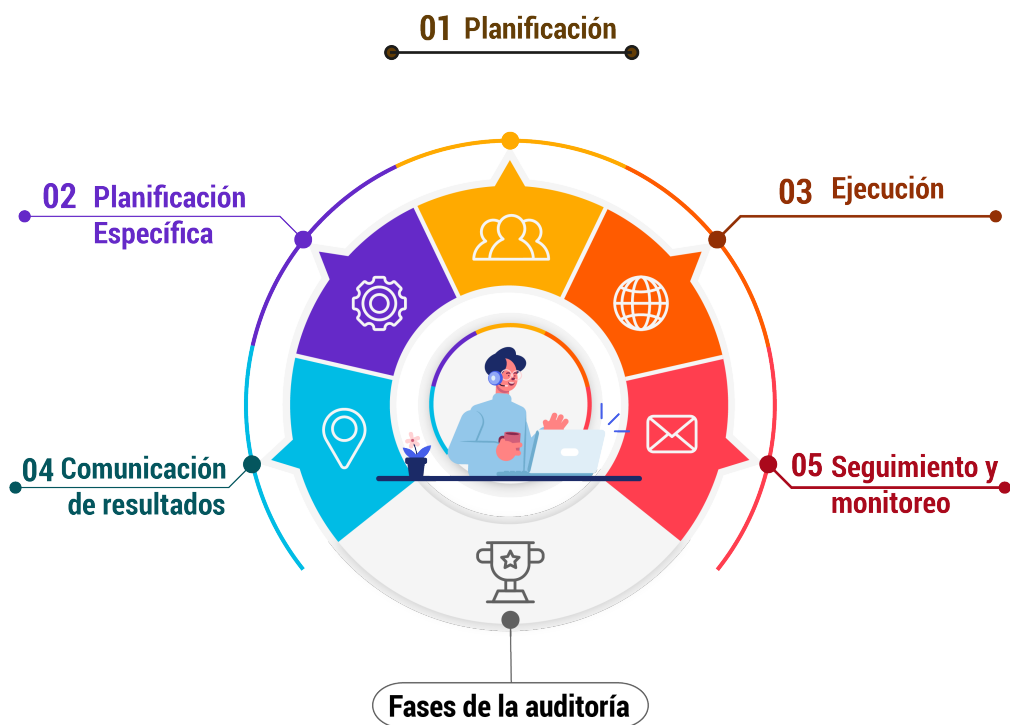 01 Planificación
02 Planificación
Específica
03 Ejecución
04 Comunicación
de resultados
05 Seguimiento y
monitoreo
Fases de la auditoría